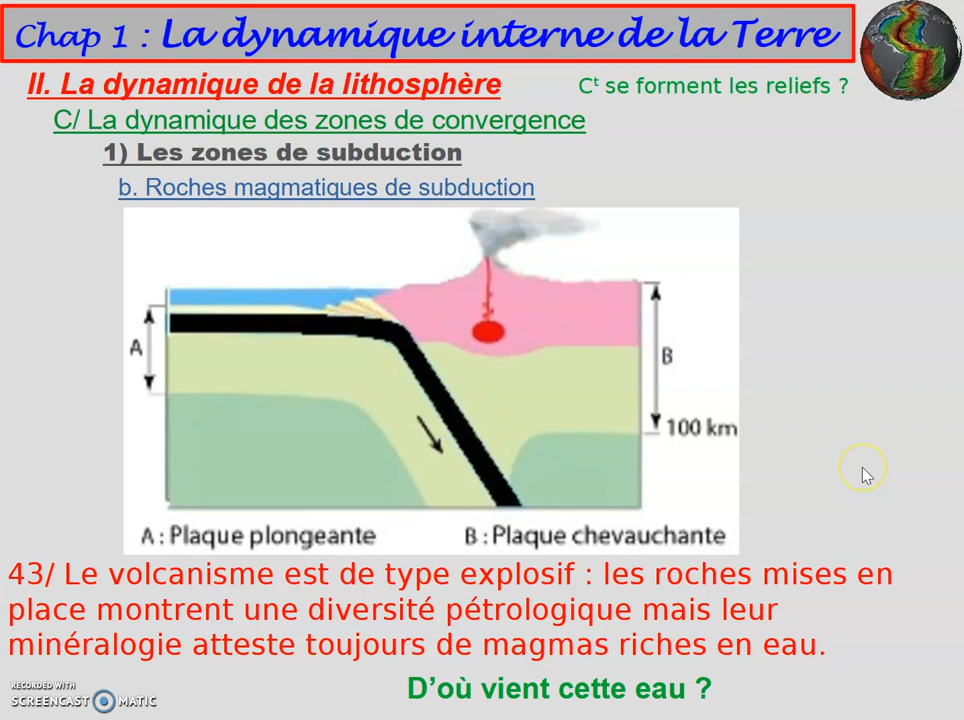 Chap 1 : La dynamique interne de la Terre
II. La dynamique de la lithosphère
Cᵗ se forment les reliefs ?
C/ La dynamique des zones de convergence
1) Les zones de subduction
b. Roches magmatiques de subduction
A
B
100 km
A : Plaque plongeante
B : Plaque chevauchante
43/ Le volcanisme est de type explosif : les roches mises en
place montrent une diversité pétrologique mais leur
minéralogie atteste toujours de magmas riches en eau.
D'où vient cette eau ?
RECORDED WITH
SCREENCAST MATIC